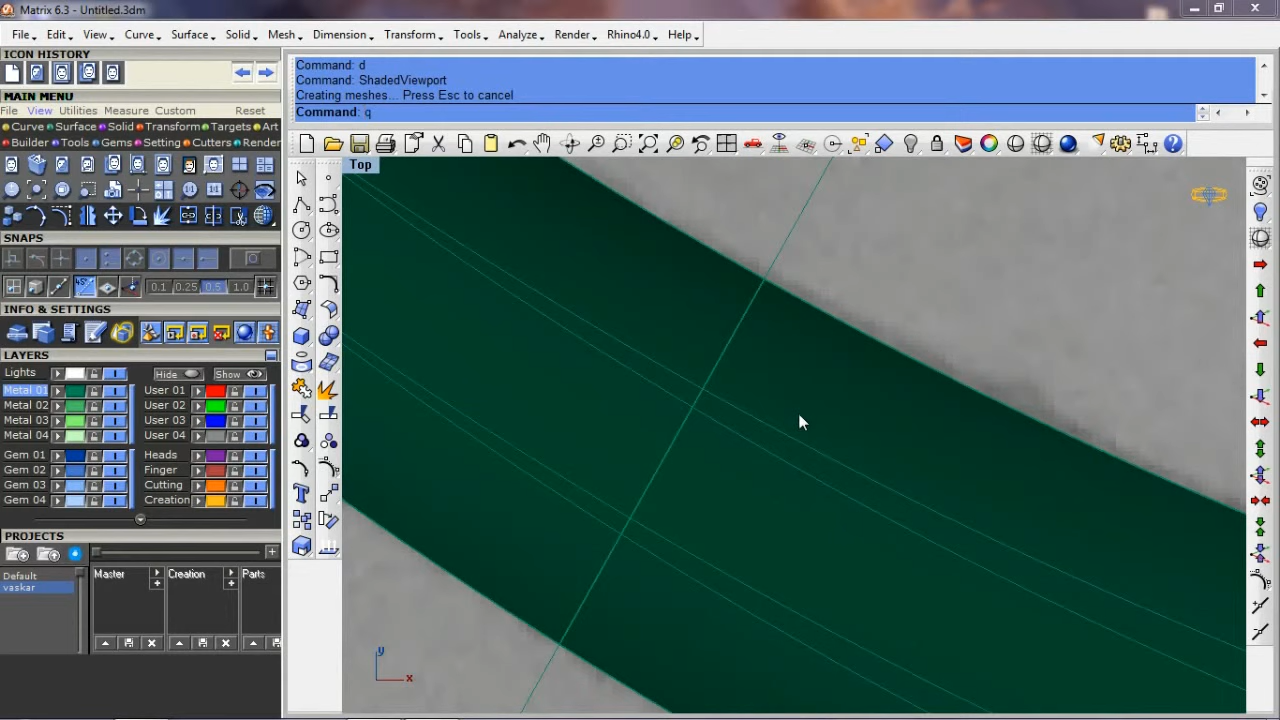 Matrix 6.3 - Untitled.3dm
File Edit View Curve Surface Solid Mesh Dimension Transform Tools Analyze Render Rhino4.0 Help
ICON HISTORY
Command: d
Command: ShadedViewport
Creating meshes... Press Esc to cancel
Command: q
MAIN MENU
File View Utilities Measure Custom Reset
Curve Surface Solid Transform Targets Art
Builder Tools Gems Setting Cutters Render
Top
SNAPS
45° 0.1 0.25 0.5 1.0
INFO & SETTINGS
LAYERS
Lights Hide Show
Metal 01 User 01
Metal 02 User 02
Metal 03 User 03
Metal 04 User 04
Gem 01 Heads
Gem 02 Finger
Gem 03 Cutting
Gem 04 Creation
PROJECTS
Default
vaskar
Master Creation Parts
y
x